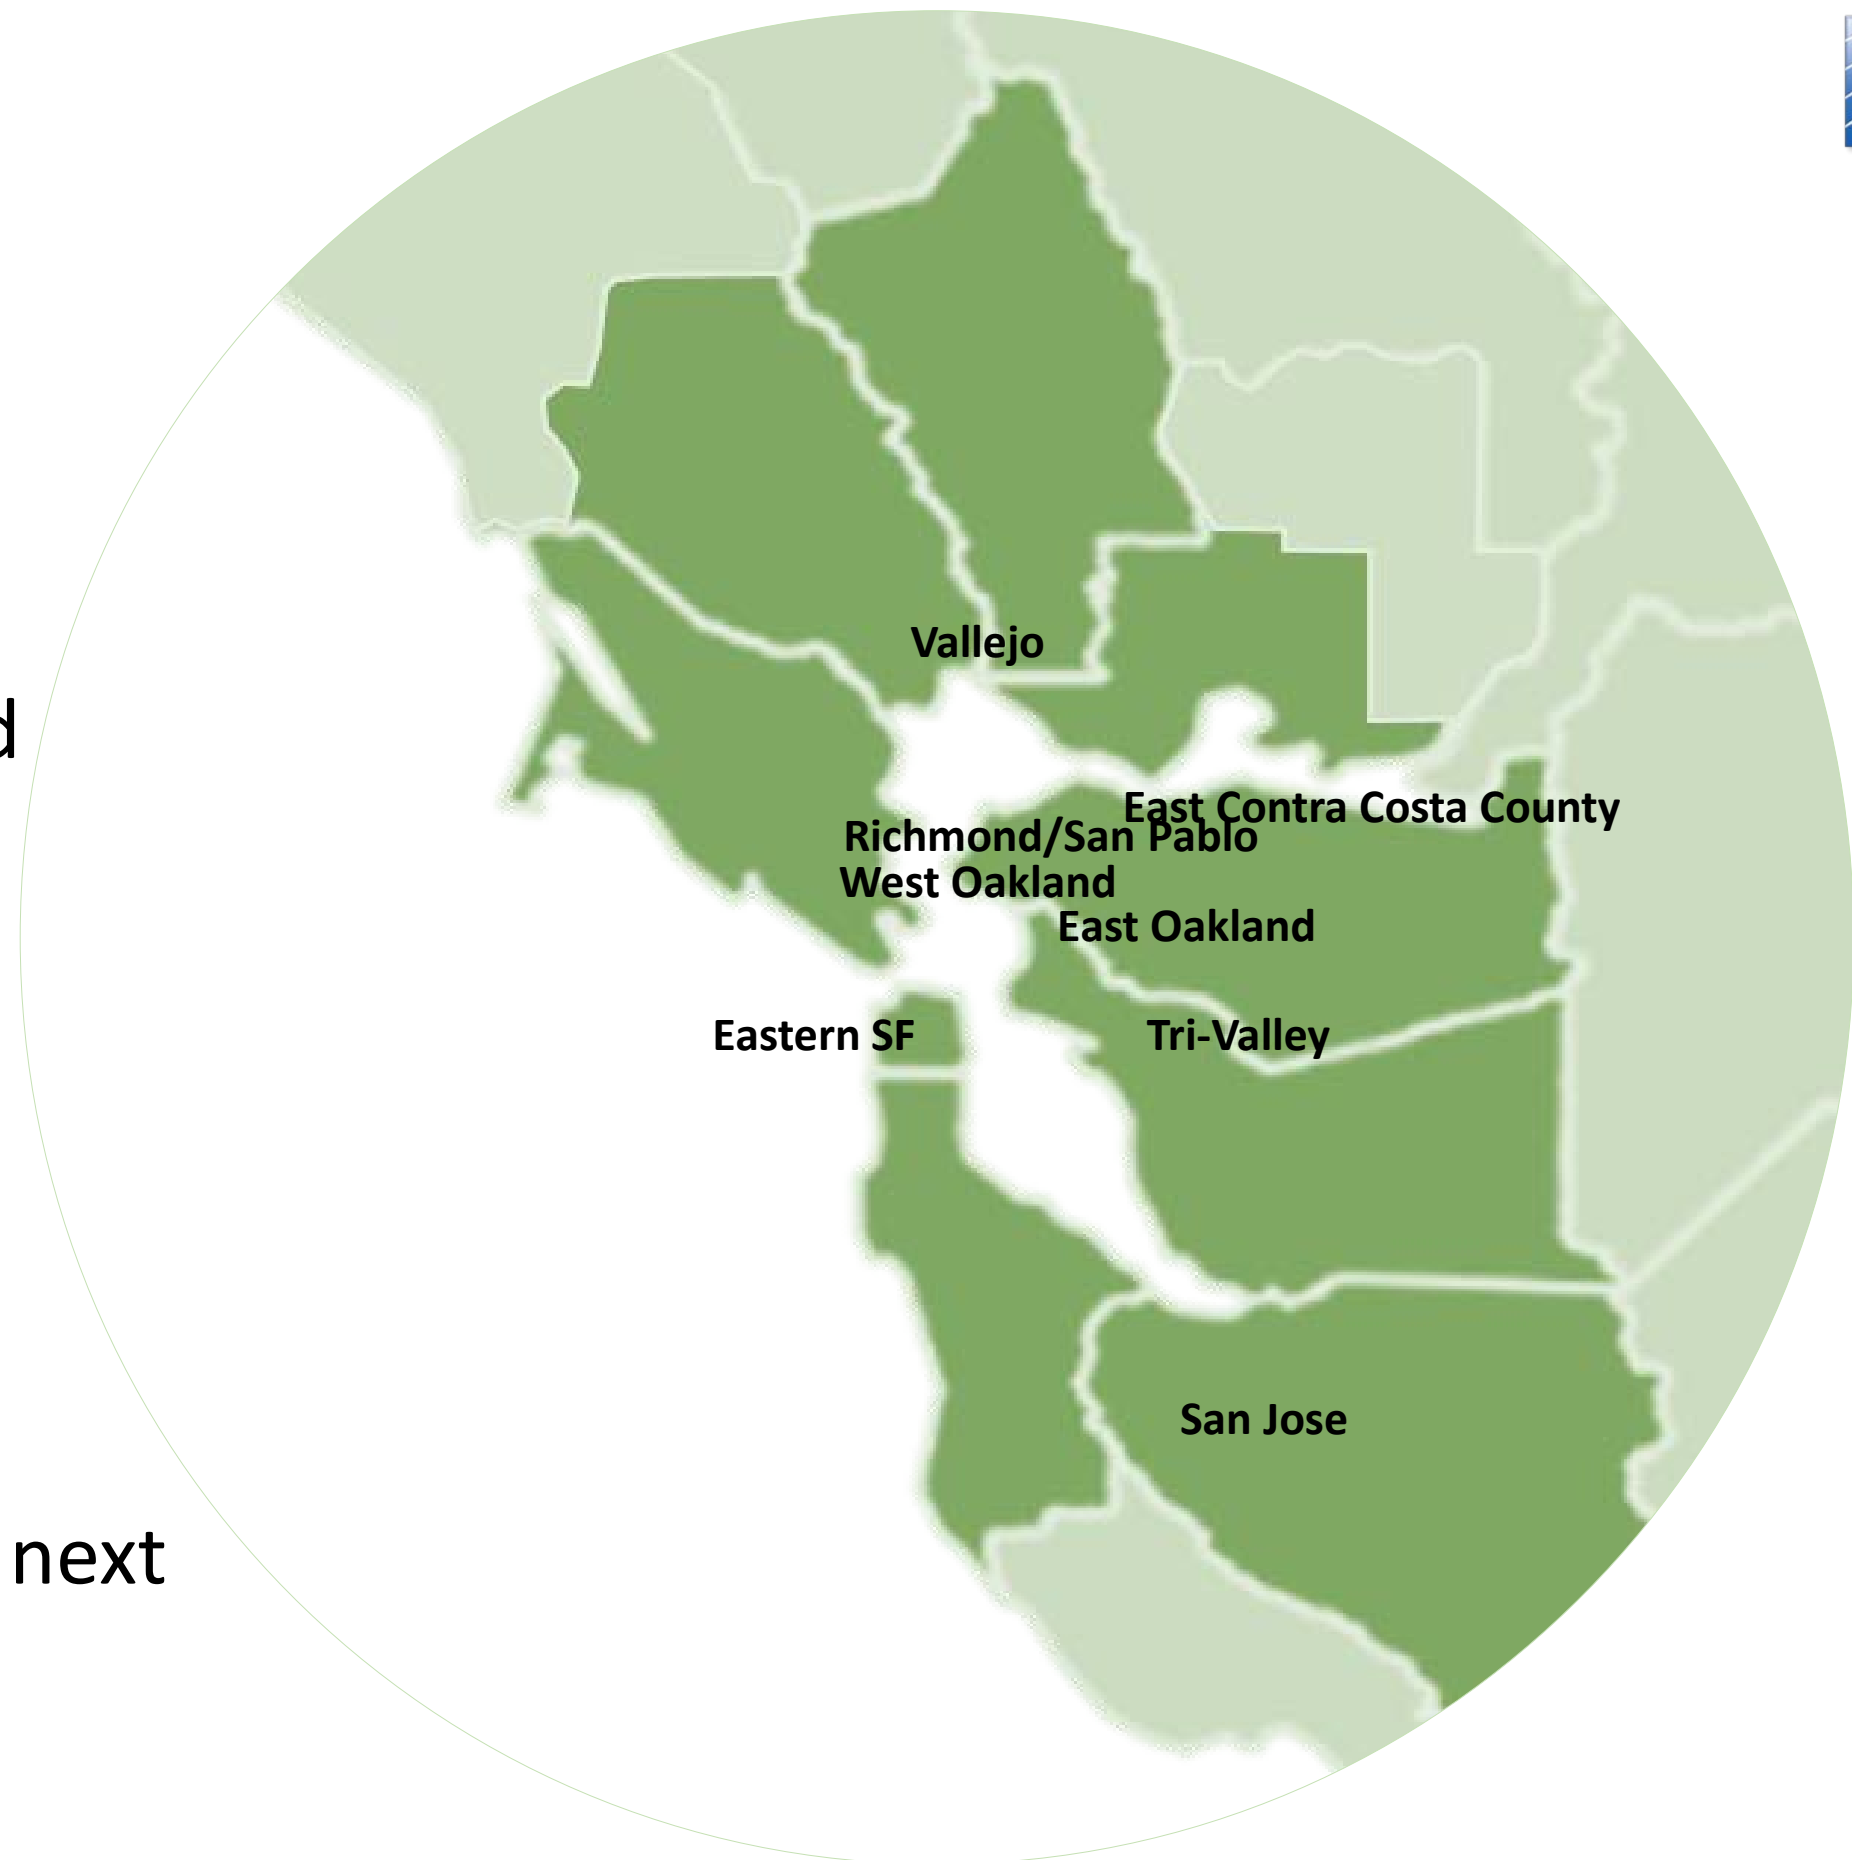 Vallejo
d
East Contra Costa County
Richmond/San Pablo
West Oakland
East Oakland
Eastern SF
Tri-Valley
San Jose
next